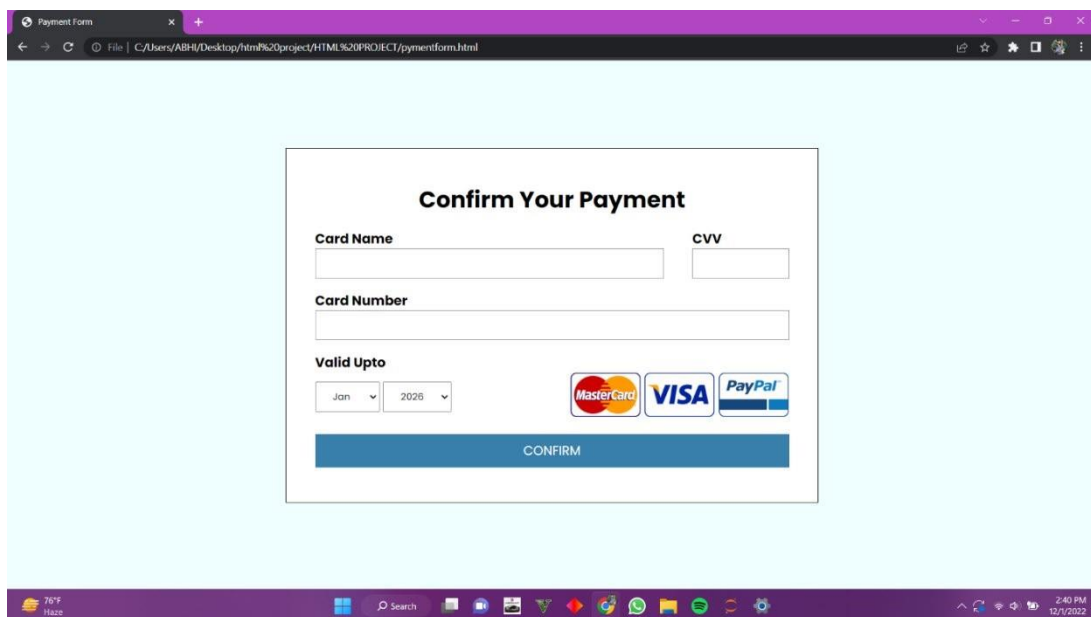 Payment Form
File | C:/Users/ABHI/Desktop/html%20project/HTML%20PROJECT/pymentform.html
Confirm Your Payment
Card Name CVV
Card Number
Valid Upto
Jan 2026 MasterCard VISA PayPal
CONFIRM
76°F
Haze
Search
2:40 PM
12/1/2022